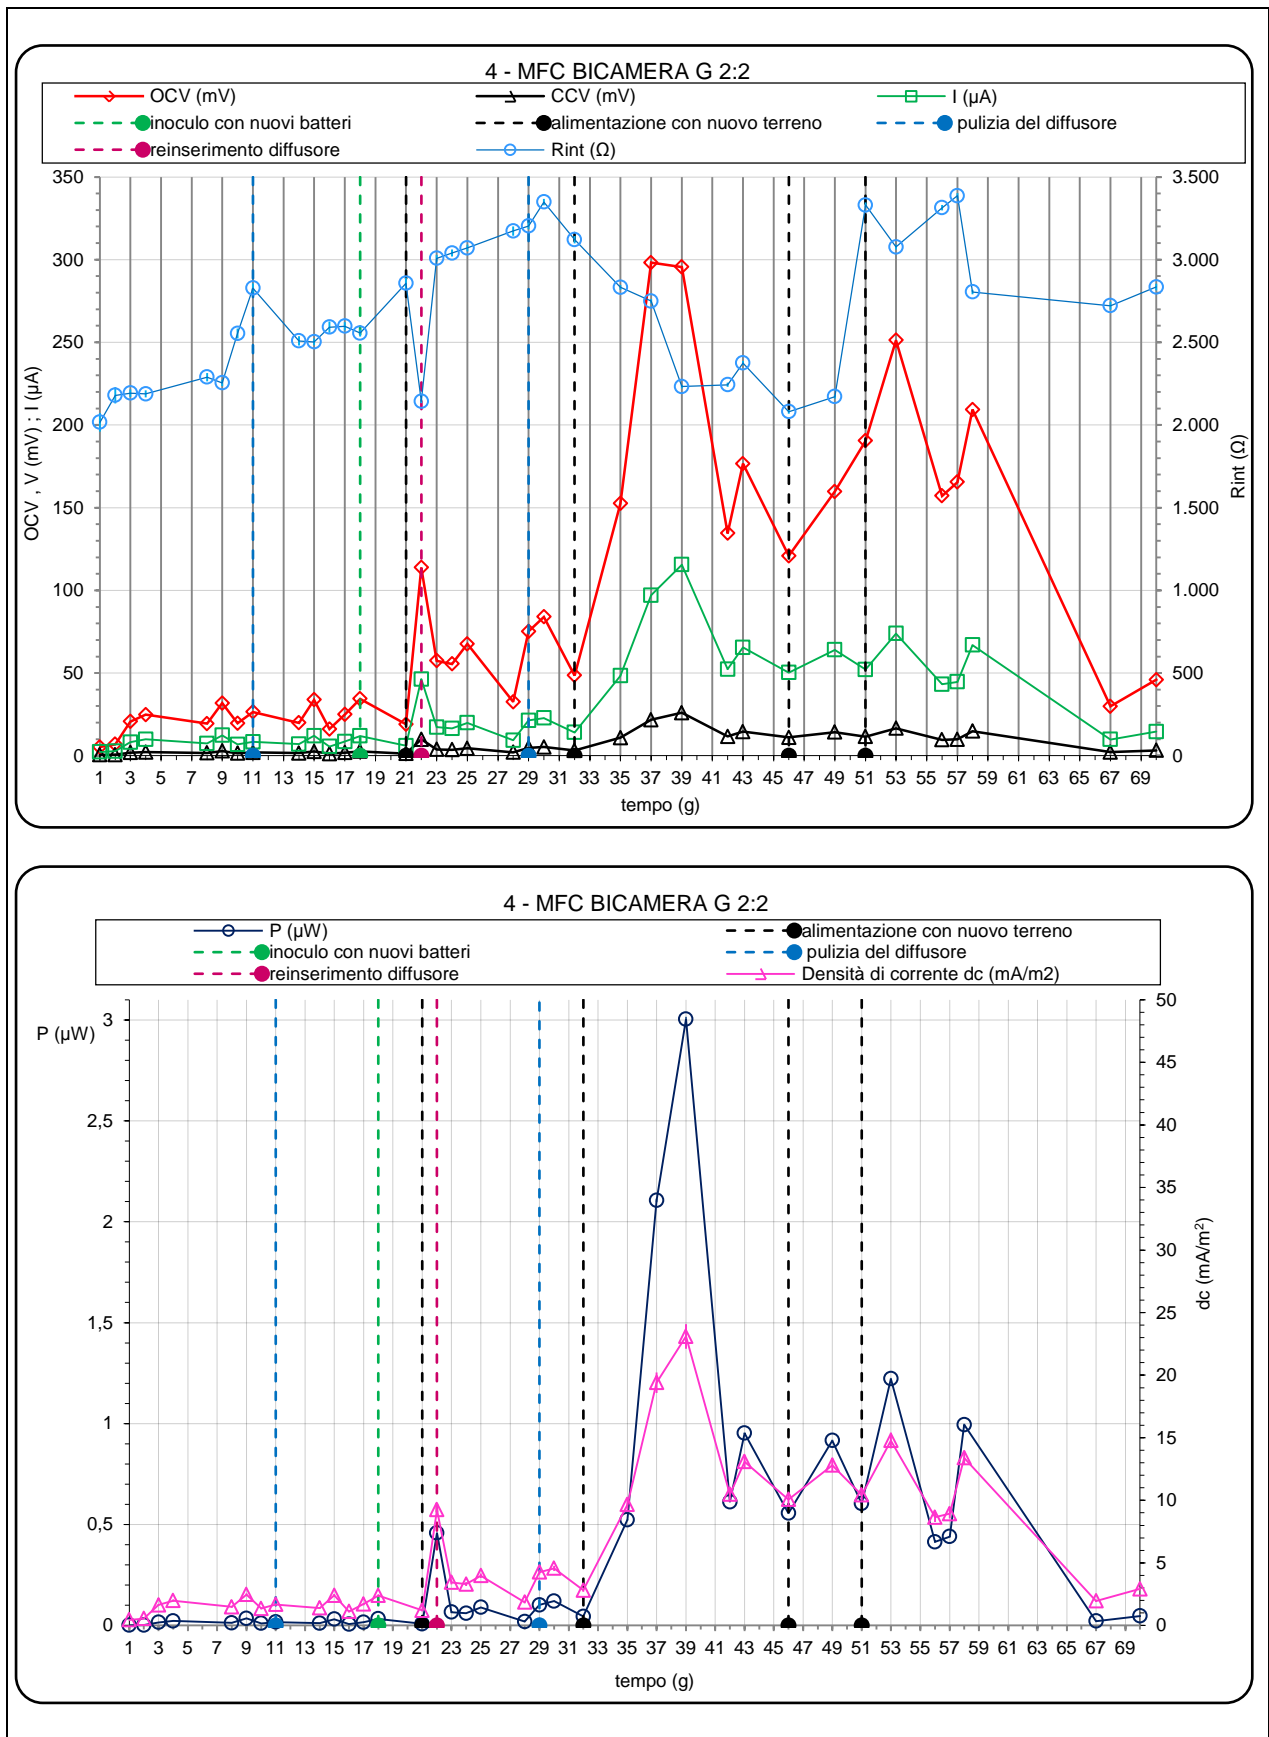 4 - MFC BICAMERA G 2:2
OCV (mV) CCV (mV) I (µA)
inoculo con nuovi batteri alimentazione con nuovo terreno pulizia del diffusore
reinserimento diffusore Rint (Ω)
350 3.500
300 3.000
250 2.500
200 2.000
150 1.500
100 1.000
50 500
0 0
OCV , V (mV) ; I (µA)
Rint (Ω)
1 3 5 7 9 11 13 15 17 19 21 23 25 27 29 31 33 35 37 39 41 43 45 47 49 51 53 55 57 59 61 63 65 67 69
tempo (g)
4 - MFC BICAMERA G 2:2
P (µW) alimentazione con nuovo terreno
inoculo con nuovi batteri pulizia del diffusore
reinserimento diffusore Densità di corrente dc (mA/m2)
P (µW)
3
2,5
2
1,5
1
0,5
0
50
45
40
35
30
25
20
15
10
5
0
dc (mA/m²)
1 3 5 7 9 11 13 15 17 19 21 23 25 27 29 31 33 35 37 39 41 43 45 47 49 51 53 55 57 59 61 63 65 67 69
tempo (g)